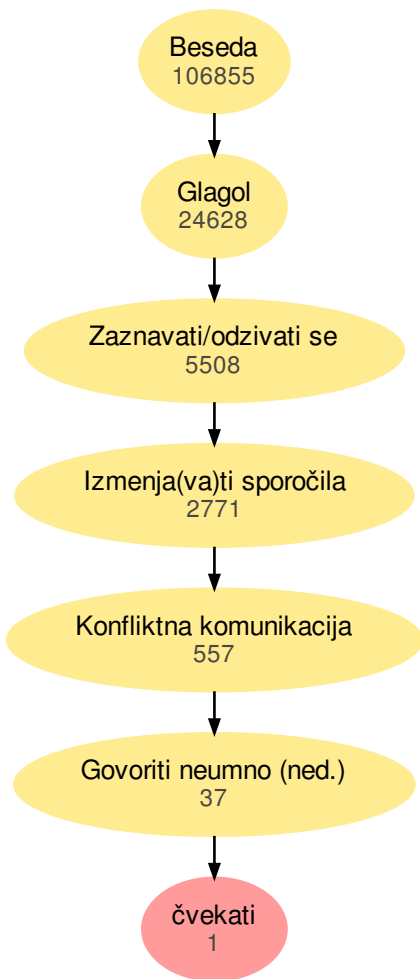 Beseda
106855
Glagol
24628
Zaznavati/odzivati se
5508
Izmenja(va)ti sporočila
2771
Konfliktna komunikacija
557
Govoriti neumno (ned.)
37
čvekati
1